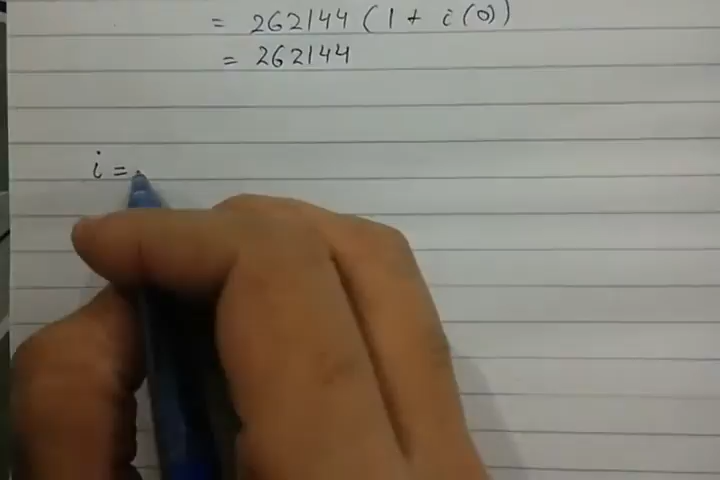 = 262144 (1 + i(0))
= 262144
i =